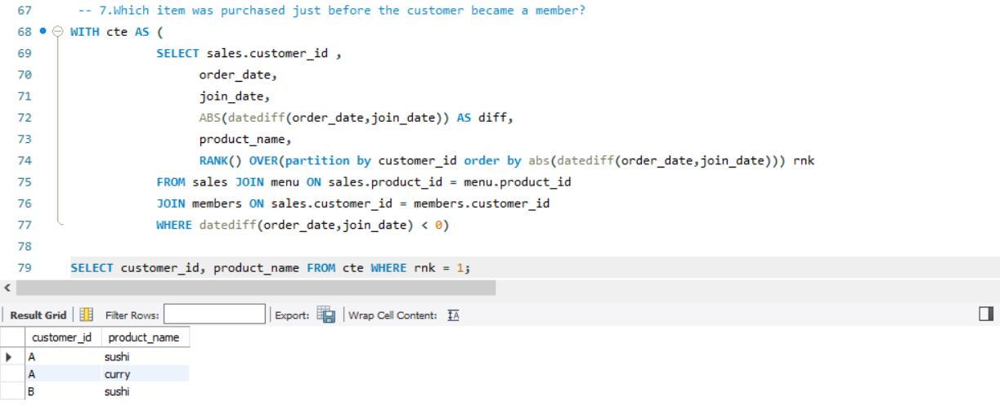 67 -- 7.Which item was purchased just before the customer became a member?
68 WITH cte AS (
69 SELECT sales.customer_id ,
70 order_date,
71 join_date,
72 ABS(datediff(order_date,join_date)) AS diff,
73 product_name,
74 RANK() OVER(partition by customer_id order by abs(datediff(order_date,join_date))) rnk
75 FROM sales JOIN menu ON sales.product_id = menu.product_id
76 JOIN members ON sales.customer_id = members.customer_id
77 WHERE datediff(order_date,join_date) < 0)
78
79 SELECT customer_id, product_name FROM cte WHERE rnk = 1;
Result Grid Filter Rows: Export: Wrap Cell Content: IA
customer_id product_name
A sushi
A curry
B sushi